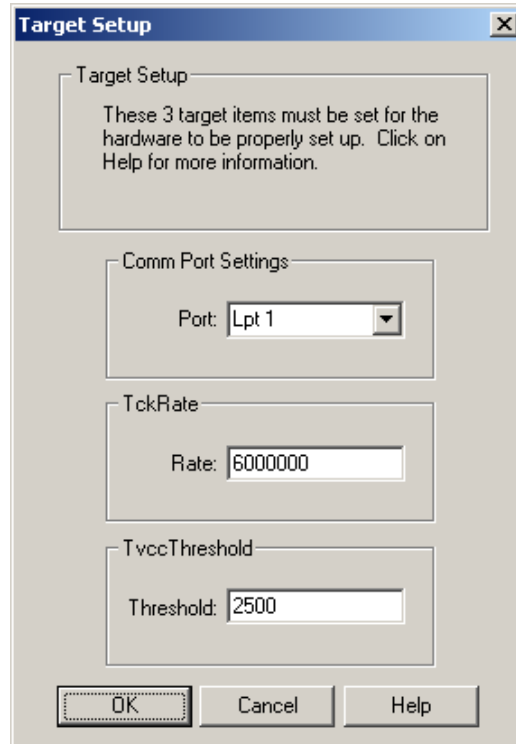 Target Setup
Target Setup
These 3 target items must be set for the
hardware to be properly set up.  Click on
Help for more information.
Comm Port Settings
Port: Lpt 1
TckRate
Rate: 6000000
TvccThreshold
Threshold: 2500
OK Cancel Help